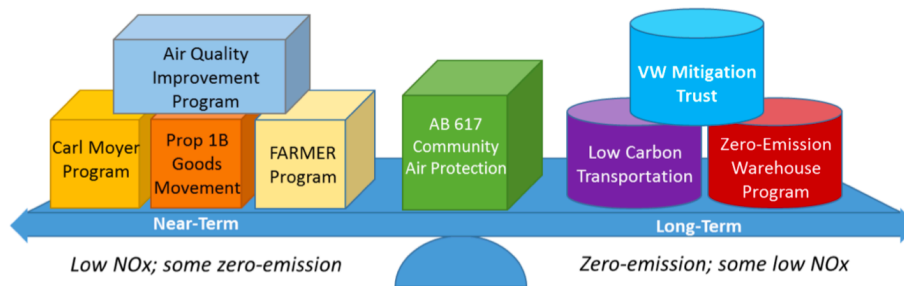 Air Quality
Improvement
Program
Carl Moyer
Program
Prop 1B
Goods
Movement
FARMER
Program
AB 617
Community
Air Protection
VW Mitigation
Trust
Low Carbon
Transportation
Zero-Emission
Warehouse
Program
Near-Term
Long-Term
Low NOx; some zero-emission
Zero-emission; some low NOx